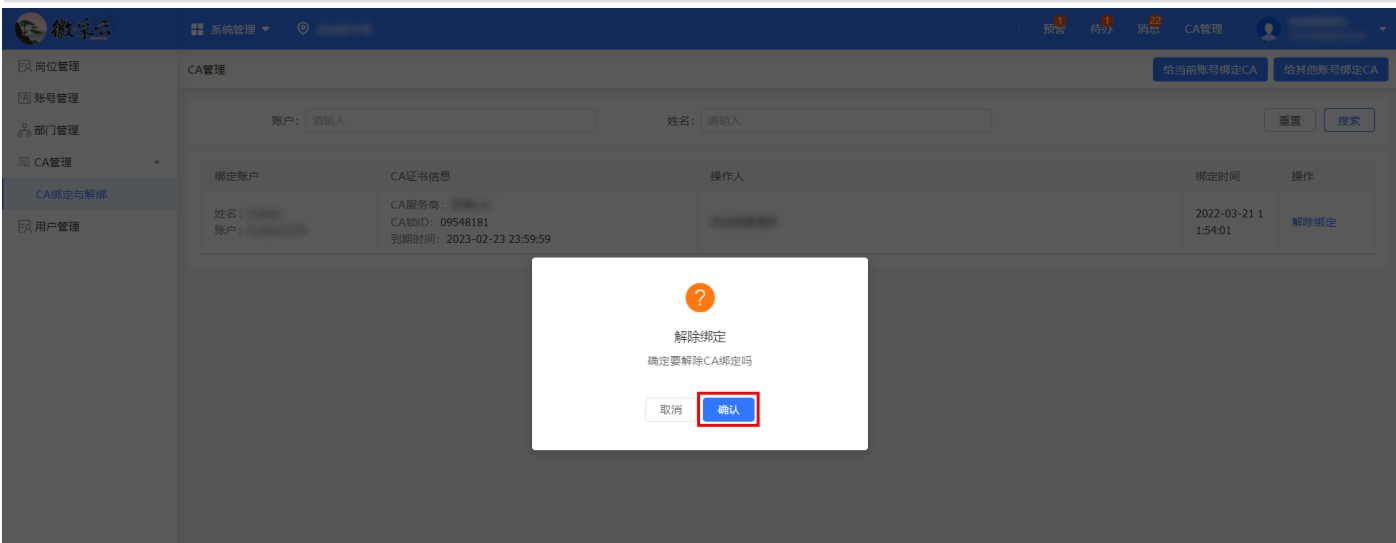 徽采云
系统管理
预警 1
待办 1
消息 22
CA管理
岗位管理
账号管理
部门管理
CA管理
CA绑定与解绑
用户管理
CA管理
给当前账号绑定CA
给其他账号绑定CA
账户： 请输入
姓名： 请输入
重置
搜索
绑定账户
CA证书信息
操作人
绑定时间
操作
姓名：
账户：
CA服务商：
CA锁ID：09548181
到期时间：2023-02-23 23:59:59
2022-03-21 1
1:54:01
解除绑定
?
解除绑定
确定要解除CA绑定吗
取消
确认